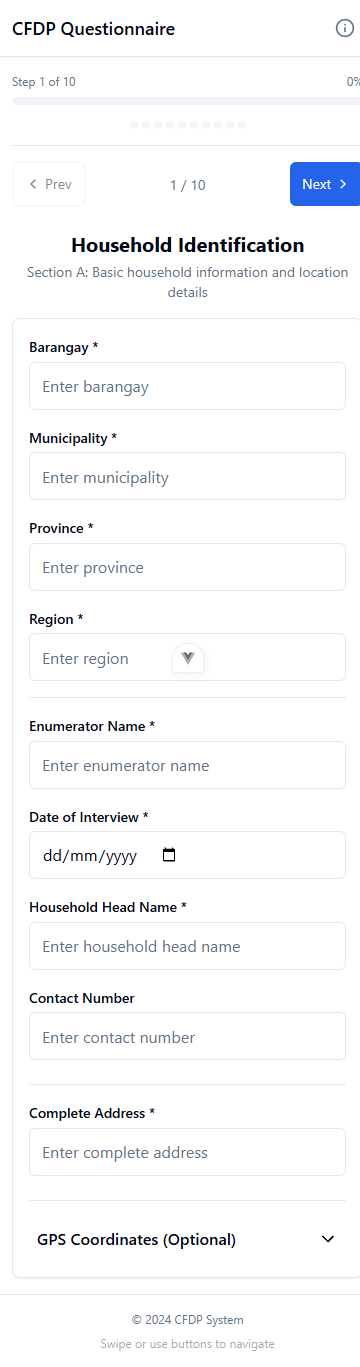 CFDP Questionnaire
Step 1 of 10
0%
Prev
1 / 10
Next
Household Identification
Section A: Basic household information and location
details
Barangay *
Enter barangay
Municipality *
Enter municipality
Province *
Enter province
Region *
Enter region
Enumerator Name *
Enter enumerator name
Date of Interview *
dd/mm/yyyy
Household Head Name *
Enter household head name
Contact Number
Enter contact number
Complete Address *
Enter complete address
GPS Coordinates (Optional)
© 2024 CFDP System
Swipe or use buttons to navigate